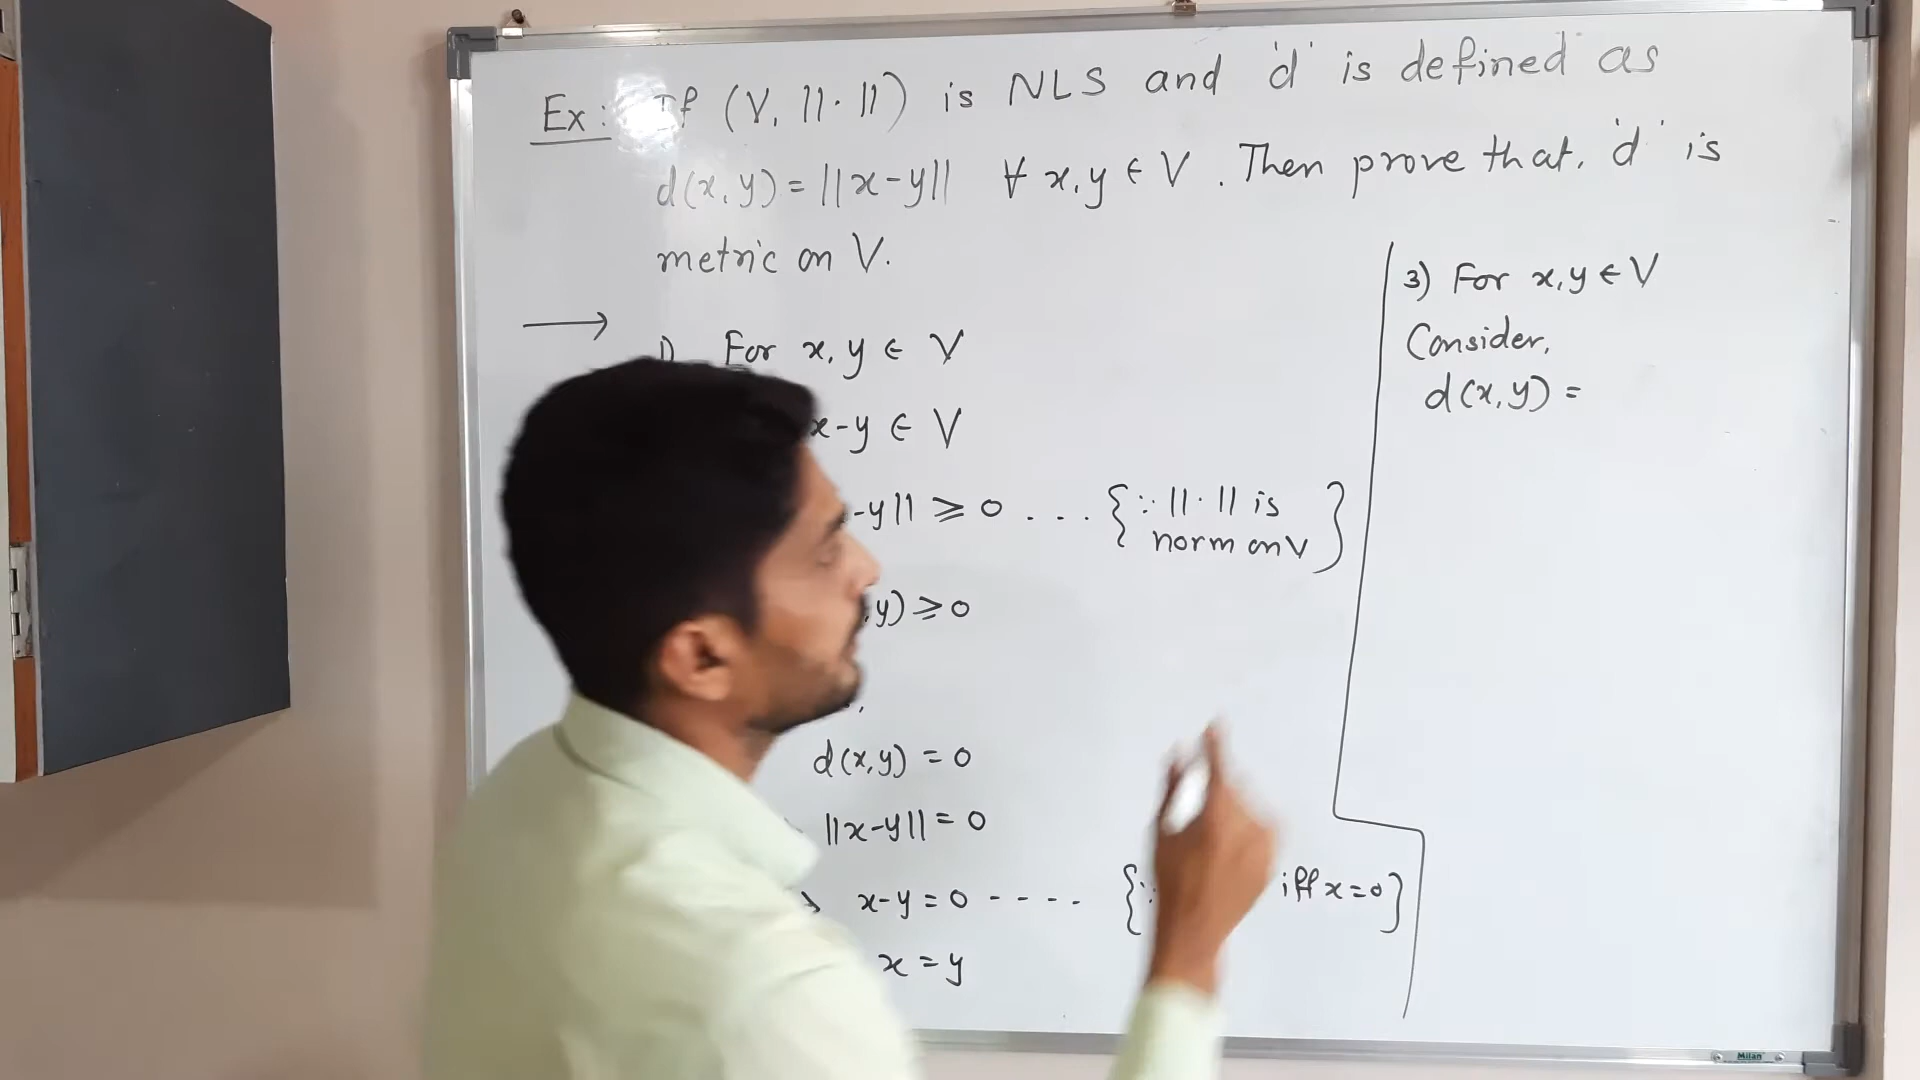 Ex: If (V, ||·||) is NLS and 'd' is defined as
d(x,y) = ||x-y|| ∀ x,y ∈ V. Then prove that, 'd' is
metric on V.
→ 1) For x, y ∈ V
x-y ∈ V
-y|| ≥ 0 ... {∵ ||·|| is
norm on V}
,y) ≥ 0
d(x,y) = 0
||x-y|| = 0
x-y = 0 ---- {∵ iff x=0}
x = y
3) For x,y ∈ V
Consider,
d(x,y) =
Milan